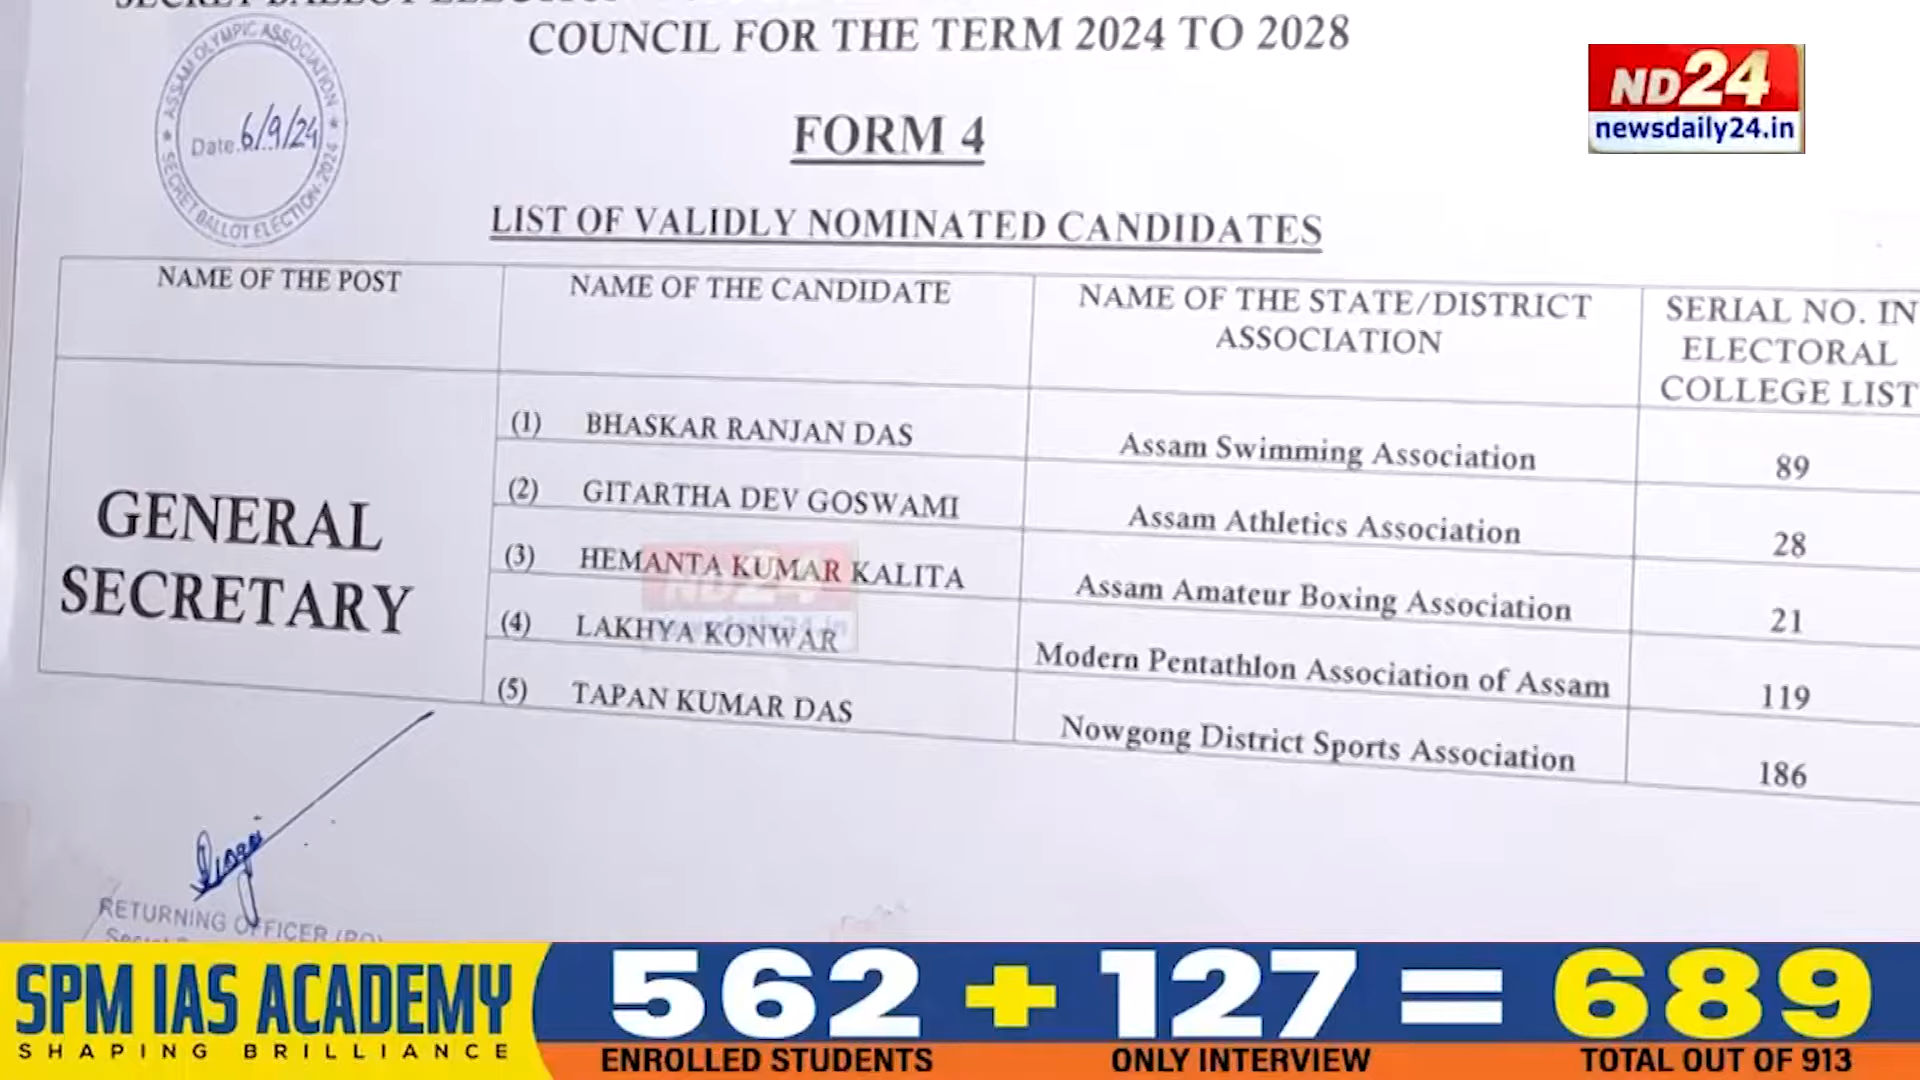 COUNCIL FOR THE TERM 2024 TO 2028
ASSAM OLYMPIC ASSOCIATION
Date. 6/9/24
SECRET BALLOT ELECTION-2024
ND24
newsdaily24.in
FORM 4
LIST OF VALIDLY NOMINATED CANDIDATES
NAME OF THE POST NAME OF THE CANDIDATE NAME OF THE STATE/DISTRICT ASSOCIATION SERIAL NO. IN ELECTORAL COLLEGE LIST
GENERAL SECRETARY
(1) BHASKAR RANJAN DAS Assam Swimming Association 89
(2) GITARTHA DEV GOSWAMI Assam Athletics Association 28
(3) HEMANTA KUMAR KALITA Assam Amateur Boxing Association 21
(4) LAKHYA KONWAR Modern Pentathlon Association of Assam 119
(5) TAPAN KUMAR DAS Nowgong District Sports Association 186
ND24
newsdaily24.in
RETURNING OFFICER (RO)
SPM IAS ACADEMY
SHAPING BRILLIANCE
562 + 127 = 689
ENROLLED STUDENTS ONLY INTERVIEW TOTAL OUT OF 913